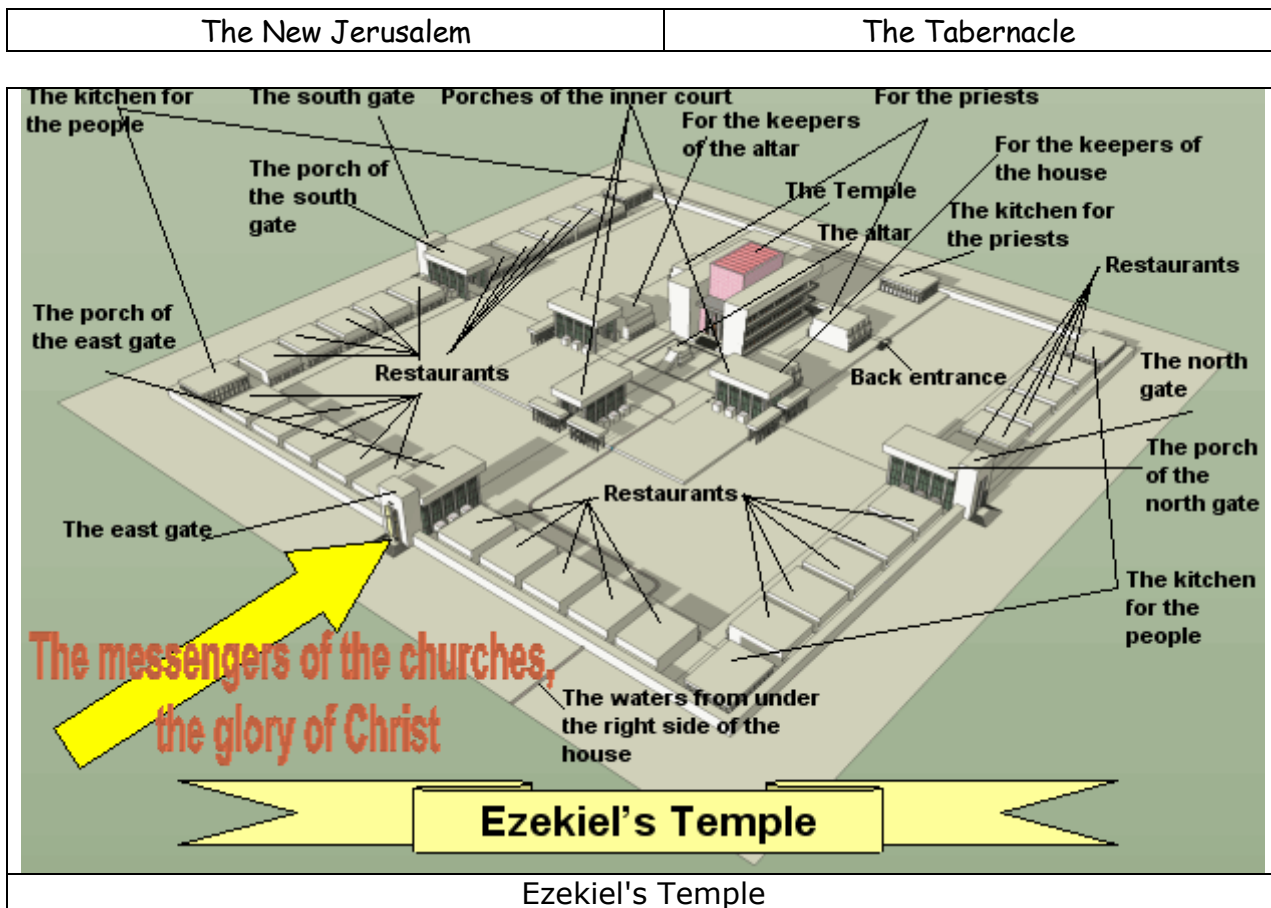 The New Jerusalem
The Tabernacle
The kitchen for
the people
The south gate
Porches of the inner court
For the priests
For the keepers
of the altar
For the keepers of
the house
The porch of
the south
gate
The Temple
The kitchen for
the priests
The altar
Restaurants
The porch of
the east gate
Restaurants
Back entrance
The north
gate
The porch
of the
north gate
Restaurants
The east gate
The kitchen
for the
people
The messengers of the churches,
the glory of Christ
The waters from under
the right side of the
house
Ezekiel's Temple
Ezekiel's Temple